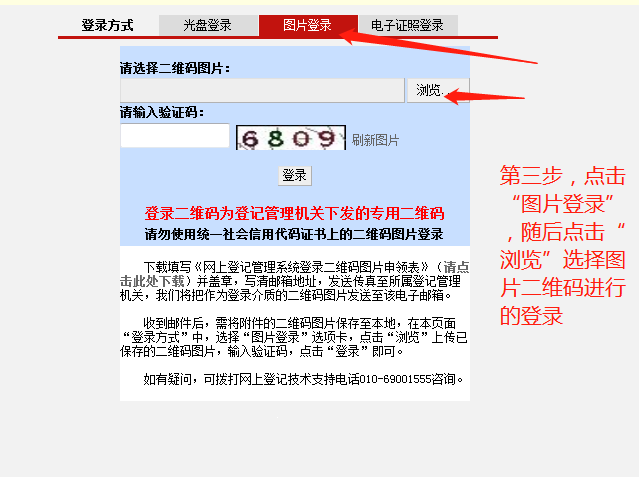 登录方式 光盘登录 图片登录 电子证照登录
请选择二维码图片：
浏览...
请输入验证码：
6809 刷新图片
登录
登录二维码为登记管理机关下发的专用二维码
请勿使用统一社会信用代码证书上的二维码图片登录
下载填写《网上登记管理系统登录二维码图片申领表》（请点
击此处下载）并盖章，写清邮箱地址，发送传真至所属登记管理
机关，我们将把作为登录介质的二维码图片发送至该电子邮箱。
收到邮件后，需将附件的二维码图片保存至本地，在本页面
“登录方式”中，选择“图片登录”选项卡，点击“浏览”上传已
保存的二维码图片，输入验证码，点击“登录”即可。
如有疑问，可拨打网上登记技术支持电话010-69001555咨询。
第三步，点击
“图片登录”
，随后点击“
浏览”选择图
片二维码进行
的登录